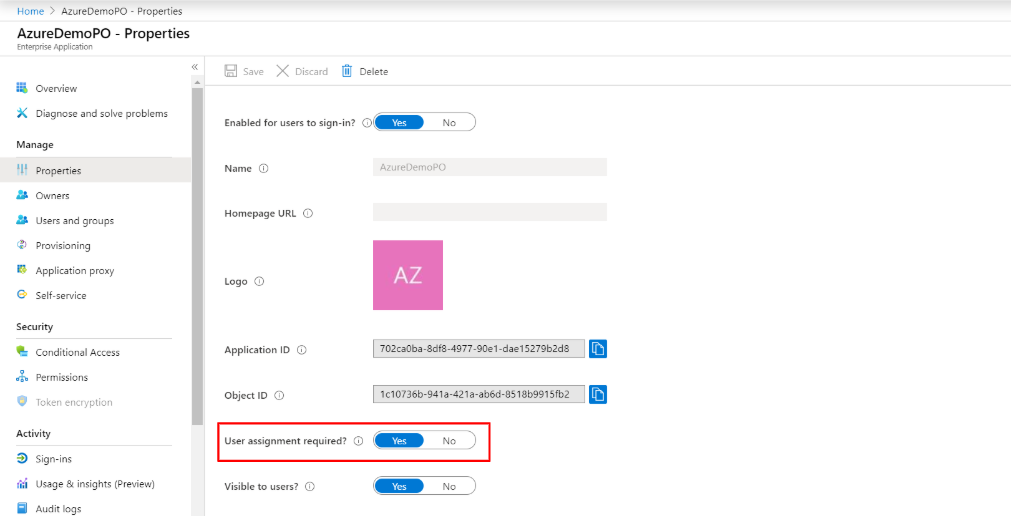 Home > AzureDemoPO - Properties
AzureDemoPO - Properties
Enterprise Application
«
Save Discard Delete
Overview
Diagnose and solve problems
Manage
Properties
Owners
Users and groups
Provisioning
Application proxy
Self-service
Security
Conditional Access
Permissions
Token encryption
Activity
Sign-ins
Usage & insights (Preview)
Audit logs
Enabled for users to sign-in? Yes No
Name AzureDemoPO
Homepage URL
Logo AZ
Application ID 702ca0ba-8df8-4977-90e1-dae15279b2d8
Object ID 1c10736b-941a-421a-ab6d-8518b9915fb2
User assignment required? Yes No
Visible to users? Yes No